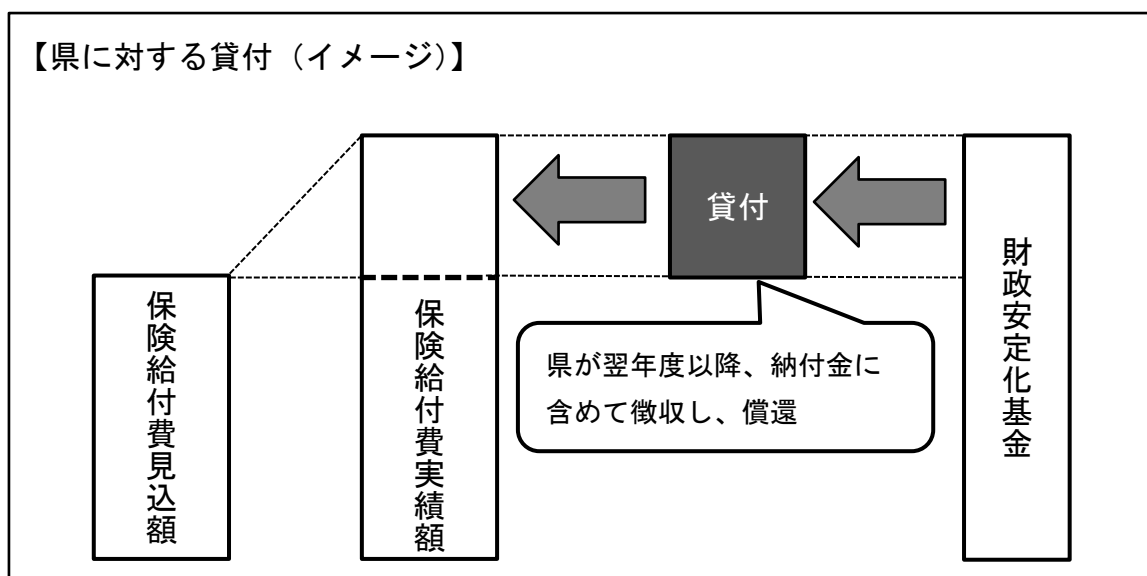 【県に対する貸付（イメージ）】
保険給付費見込額
保険給付費実績額
貸付
県が翌年度以降、納付金に
含めて徴収し、償還
財政安定化基金